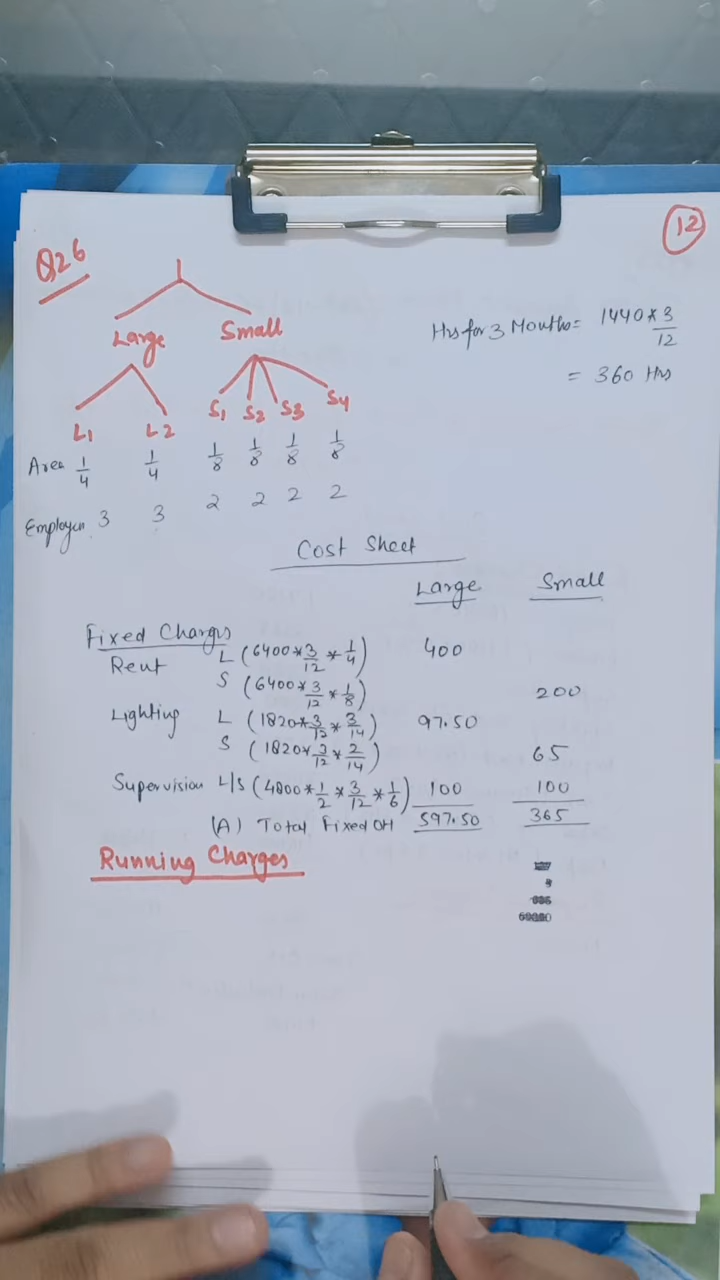 Q26
12
Large Small
Hrs for 3 Months = 1440 * 3/12
= 360 Hrs
L1 L2 S1 S2 S3 S4
Area 1/4 1/4 1/8 1/8 1/8 1/8
3 3 2 2 2 2
Cost Sheet
Large Small
Fixed Charges
Rent L (6400 * 3/12 * 1/4) 400
S (6400 * 3/12 * 1/8) 200
Lighting L (1820 * 3/12 * 3/14) 97.50
S (1820 * 3/12 * 2/14) 65
Supervision L/S (4800 * 1/2 * 3/12 * 1/6) 100 100
(A) Total Fixed OH 597.50 365
Running Charges